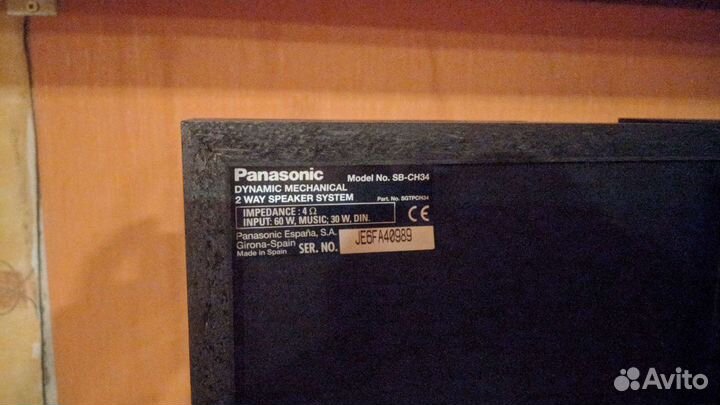 Panasonic Model No. SB-CH34
DYNAMIC MECHANICAL
2 WAY SPEAKER SYSTEM Part. No. SGTPCH34
IMPEDANCE : 4 Ω
INPUT: 60 W, MUSIC; 30 W, DIN.
CE
Panasonic España, S.A.
Girona-Spain
Made in Spain
SER. NO. JE6FA40989
Avito